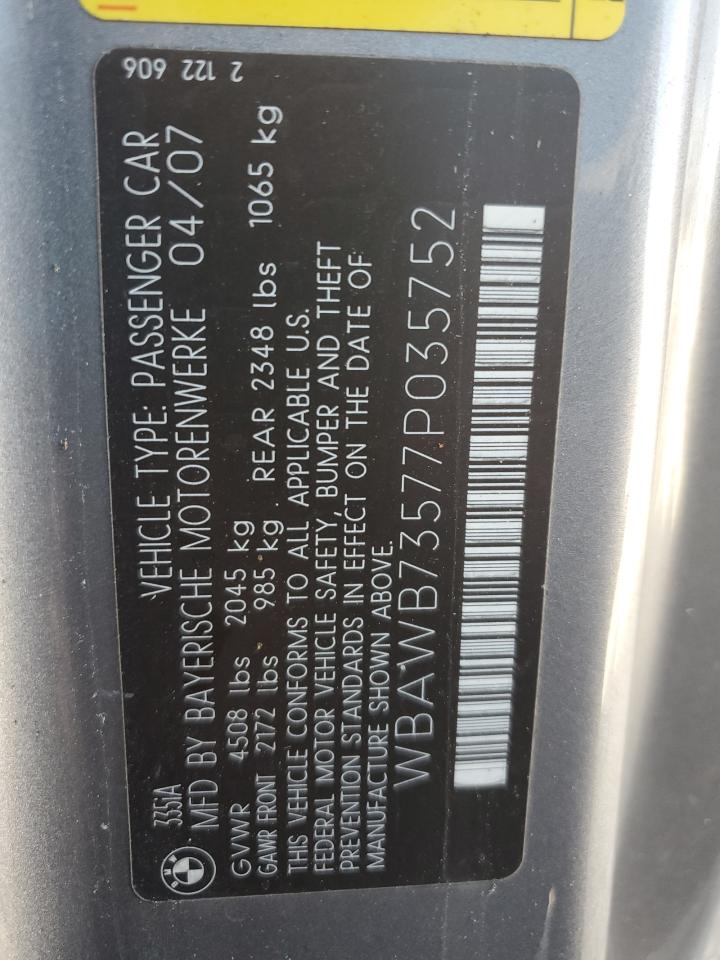 335iA
VEHICLE TYPE: PASSENGER CAR
MFD BY BAYERISCHE MOTORENWERKE 04/07
GVWR 4508 lbs 2045 kg
GAWR FRONT 2172 lbs 985 kg. REAR 2348 lbs 1065 kg
THIS VEHICLE CONFORMS TO ALL APPLICABLE U.S.
FEDERAL MOTOR VEHICLE SAFETY, BUMPER AND THEFT
PREVENTION STANDARDS IN EFFECT ON THE DATE OF
MANUFACTURE SHOWN ABOVE.
WBAWB73577P035752
2 122 606
BMW